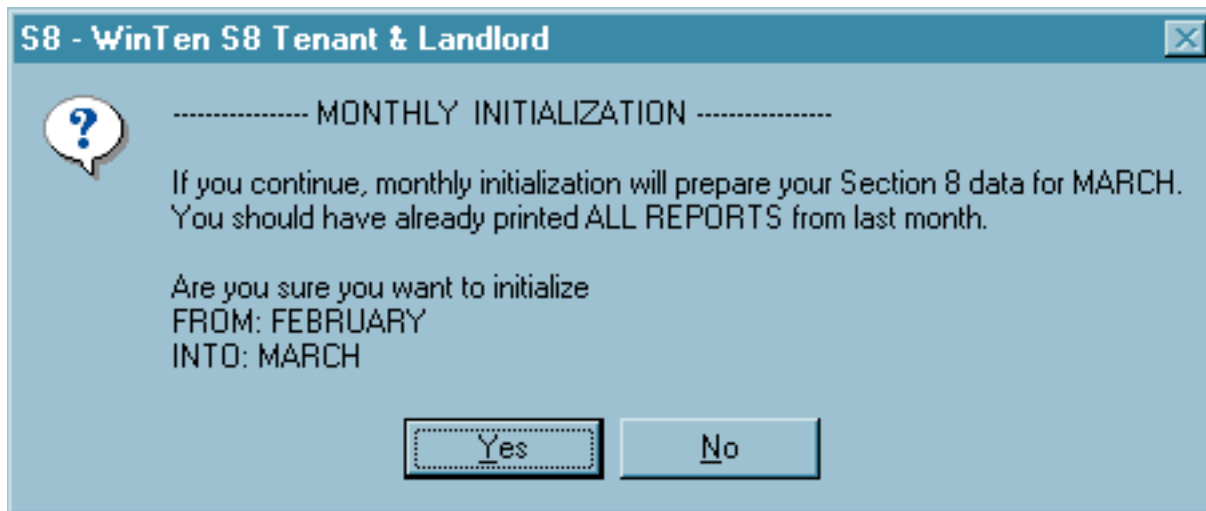 S8 - WinTen S8 Tenant & Landlord
---------------- MONTHLY  INITIALIZATION ----------------
If you continue, monthly initialization will prepare your Section 8 data for MARCH.
You should have already printed ALL REPORTS from last month.
Are you sure you want to initialize
FROM: FEBRUARY
INTO: MARCH
Yes No